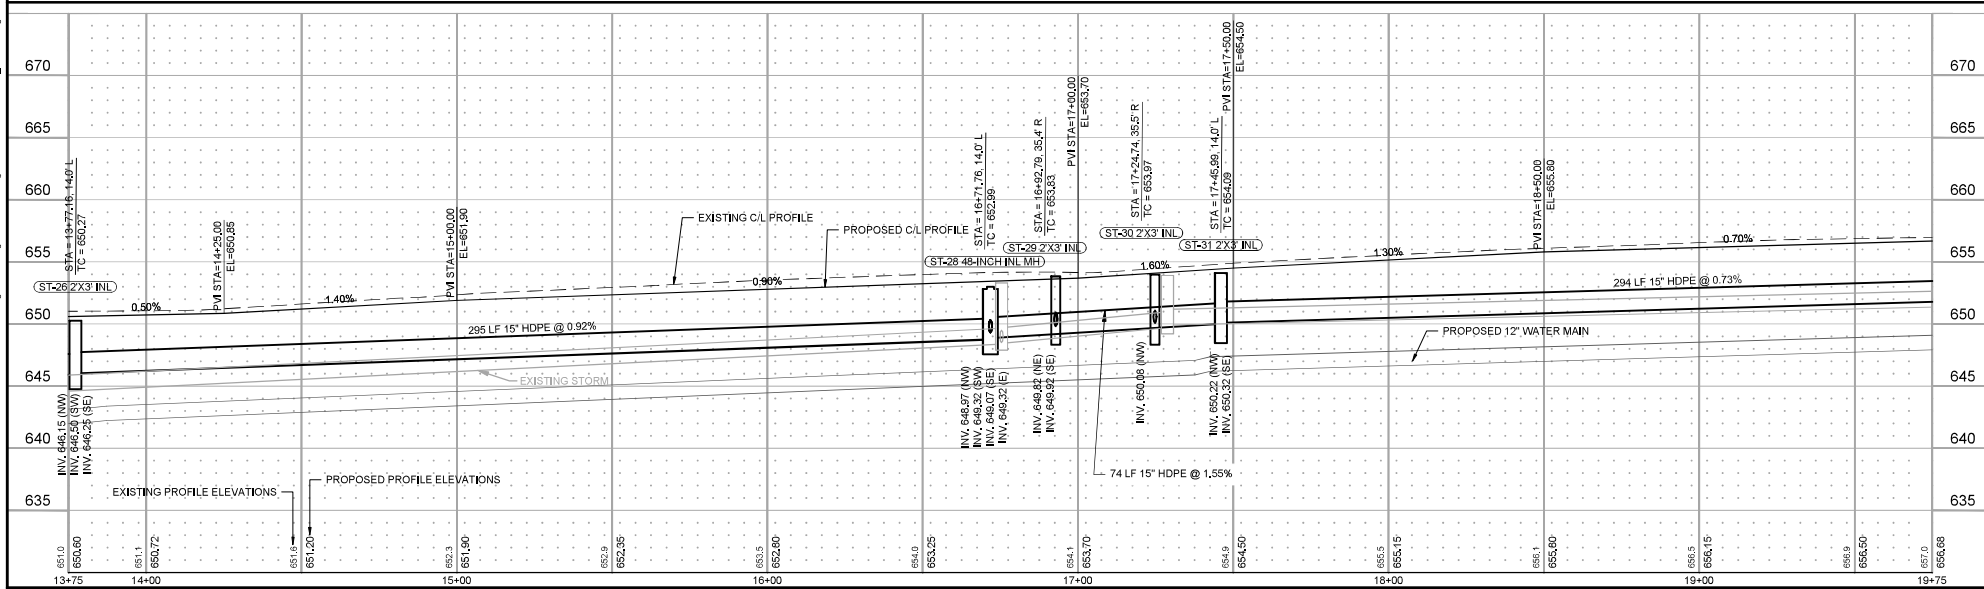 670
665
660
655
650
645
640
635
670
665
660
655
650
645
640
635
STA = 13+77.16, 14.0' L
TC = 650.27
ST-26 2'X3' INL
PVI STA=14+25.00
EL=650.85
PVI STA=15+00.00
EL=651.90
EXISTING C/L PROFILE
PROPOSED C/L PROFILE
STA = 16+71.76, 14.0' L
TC = 652.99
ST-28 48-INCH INL MH
STA = 16+92.79, 35.4' R
TC = 653.83
ST-29 2'X3' INL
PVI STA=17+00.00
EL=653.70
STA = 17+24.74, 35.5' R
TC = 653.97
ST-30 2'X3' INL
STA = 17+45.99, 14.0' L
TC = 654.09
ST-31 2'X3' INL
PVI STA=17+50.00
EL=654.50
PVI STA=18+50.00
EL=655.80
0.50%
1.40%
0.90%
1.60%
1.30%
0.70%
295 LF 15" HDPE @ 0.92%
294 LF 15" HDPE @ 0.73%
PROPOSED 12" WATER MAIN
EXISTING STORM
74 LF 15" HDPE @ 1.55%
INV. 646.15 (NW)
INV. 646.50 (SW)
INV. 646.25 (SE)
INV. 648.97 (NW)
INV. 649.32 (SW)
INV. 649.07 (SE)
INV. 649.32 (E)
INV. 649.82 (NE)
INV. 649.92 (SE)
INV. 650.08 (NW)
INV. 650.22 (NW)
INV. 650.32 (SE)
EXISTING PROFILE ELEVATIONS
PROPOSED PROFILE ELEVATIONS
651.0
650.60
651.1
650.72
651.6
651.20
652.3
651.90
652.9
652.35
653.5
652.80
654.0
653.25
654.1
653.70
654.9
654.50
655.5
655.15
656.1
655.80
656.5
656.15
656.9
656.50
657.0
656.68
13+75
14+00
15+00
16+00
17+00
18+00
19+00
19+75